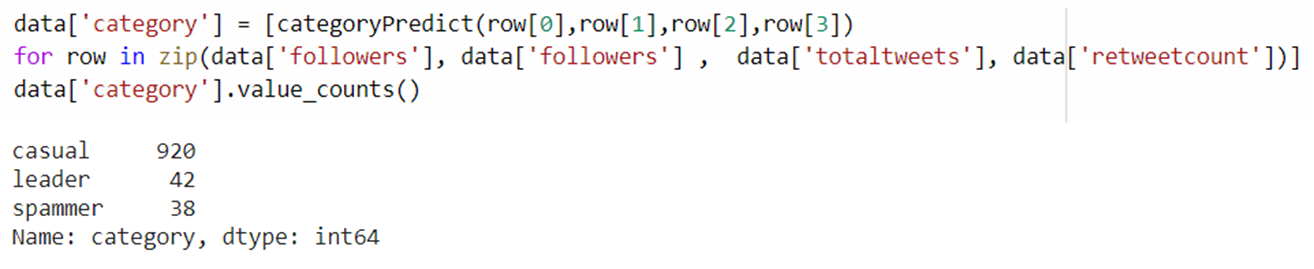 data['category'] = [categoryPredict(row[0],row[1],row[2],row[3])
for row in zip(data['followers'], data['followers'] ,  data['totaltweets'], data['retweetcount'])]
data['category'].value_counts()
casual     920
leader      42
spammer     38
Name: category, dtype: int64